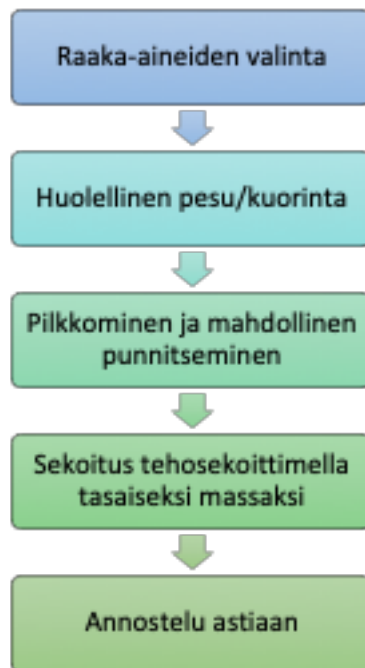 Raaka-aineiden valinta
Huolellinen pesu/kuorinta
Pilkkominen ja mahdollinen
punnitseminen
Sekoitus tehosekoittimella
tasaiseksi massaksi
Annostelu astiaan